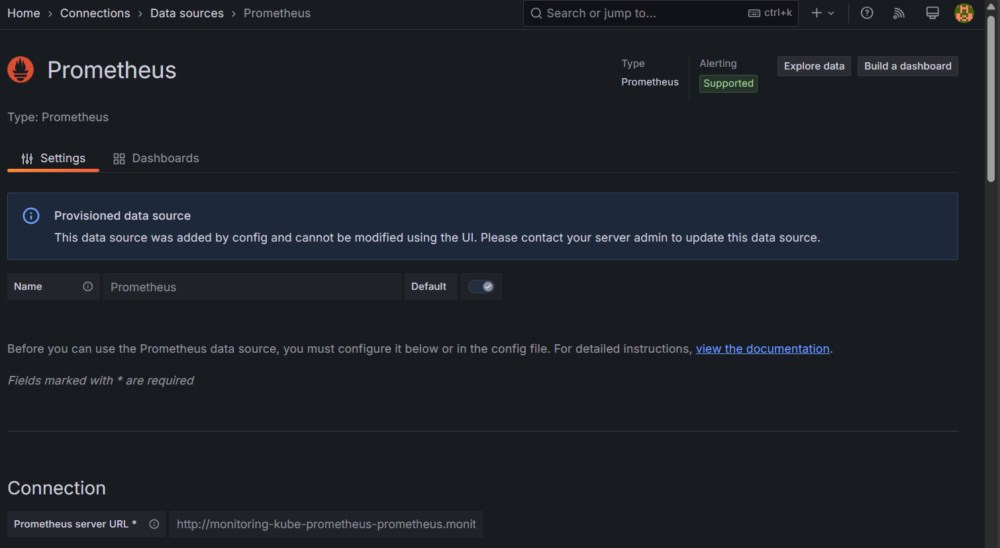 Home › Connections › Data sources › Prometheus
Search or jump to... ctrl+k
Prometheus
Type
Prometheus
Alerting
Supported
Explore data
Build a dashboard
Type: Prometheus
Settings
Dashboards
Provisioned data source
This data source was added by config and cannot be modified using the UI. Please contact your server admin to update this data source.
Name
Prometheus
Default
Before you can use the Prometheus data source, you must configure it below or in the config file. For detailed instructions, view the documentation.
Fields marked with * are required
Connection
Prometheus server URL *
http://monitoring-kube-prometheus-prometheus.monit